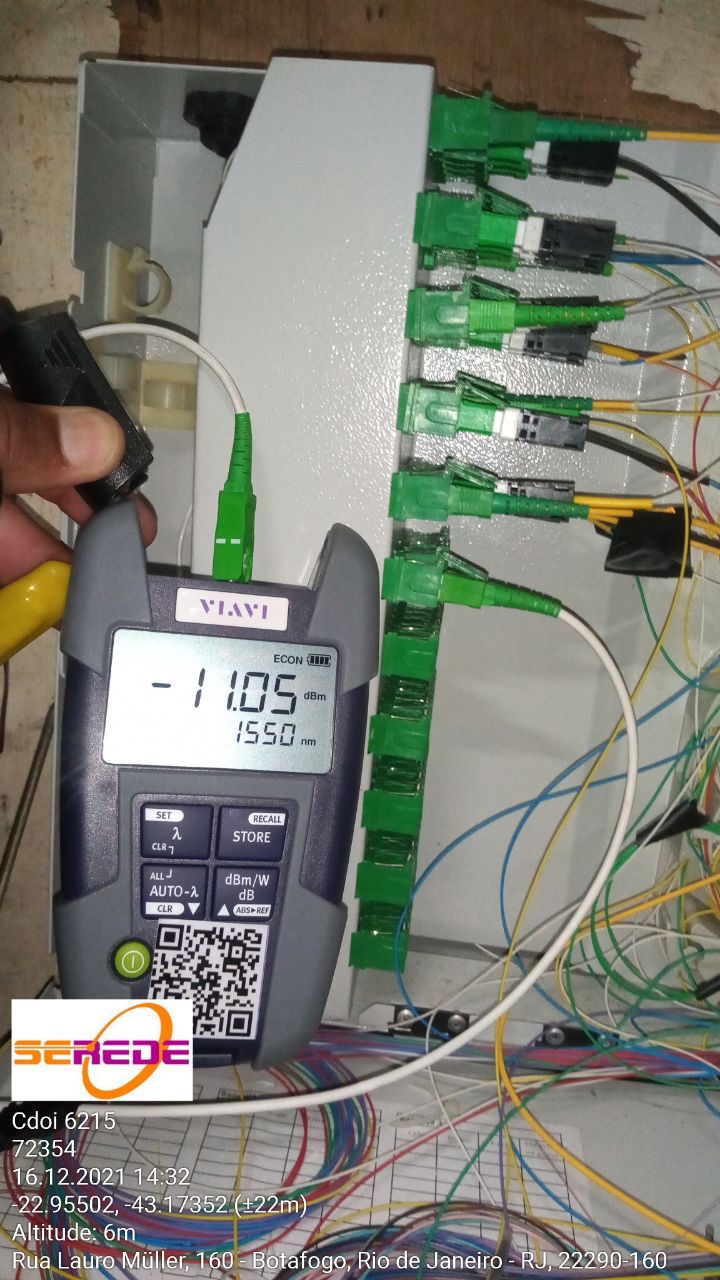 VIAVI
ECON
-11.05 dBm
1550 nm
SET
λ
CLR
RECALL
STORE
ALL
AUTO-λ
CLR
dBm/W
dB
ABS►REF
SEREDE
Cdoi 6215
72354
16.12.2021 14:32
-22.95502, -43.17352 (±22m)
Altitude: 6m
Rua Lauro Müller, 160 - Botafogo, Rio de Janeiro - RJ, 22290-160